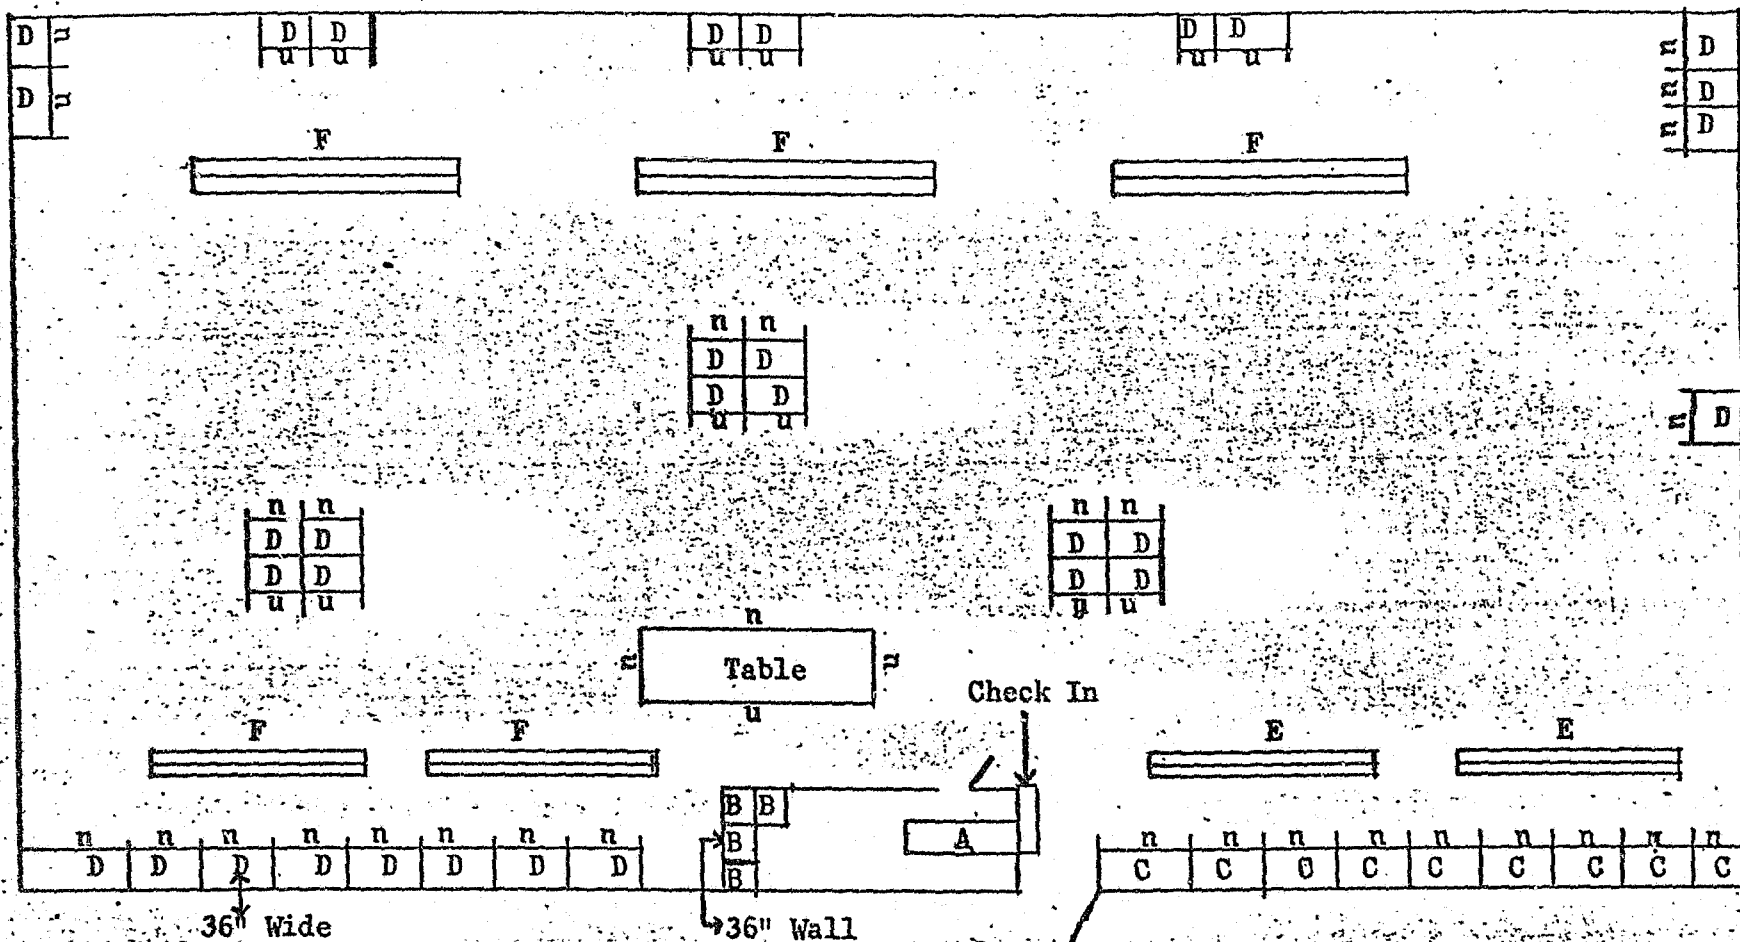 D u D D D D D D n D
u u u u u u
D u n D
n D
F F F
n n
D D
D D n D
u u
n n n n
D D D D
D D D D
u u n u
n
n Table u
u
Check In
F F E E
B B
n n n n n n n n B A n n n n n n n n n
D D D D D D D D B C C C C C C C C C
36" Wide 36" Wall